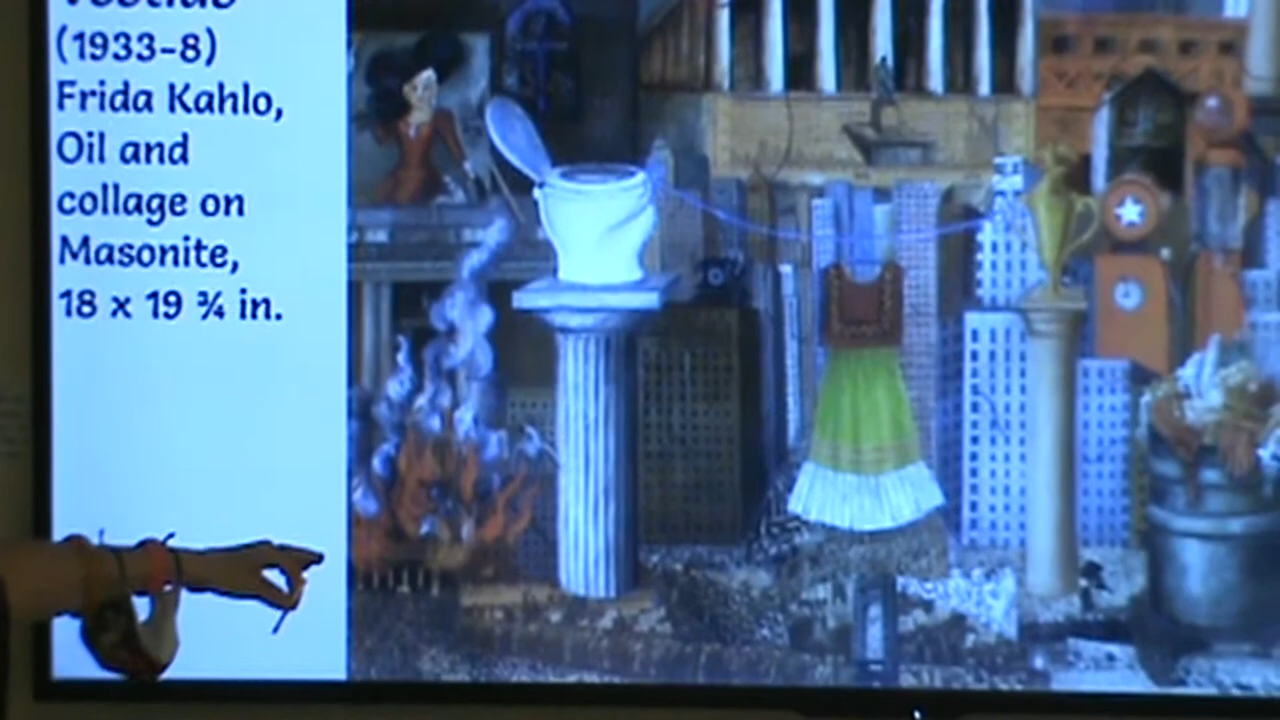 (1933-8)
Frida Kahlo,
Oil and
collage on
Masonite,
18 x 19 ¾ in.